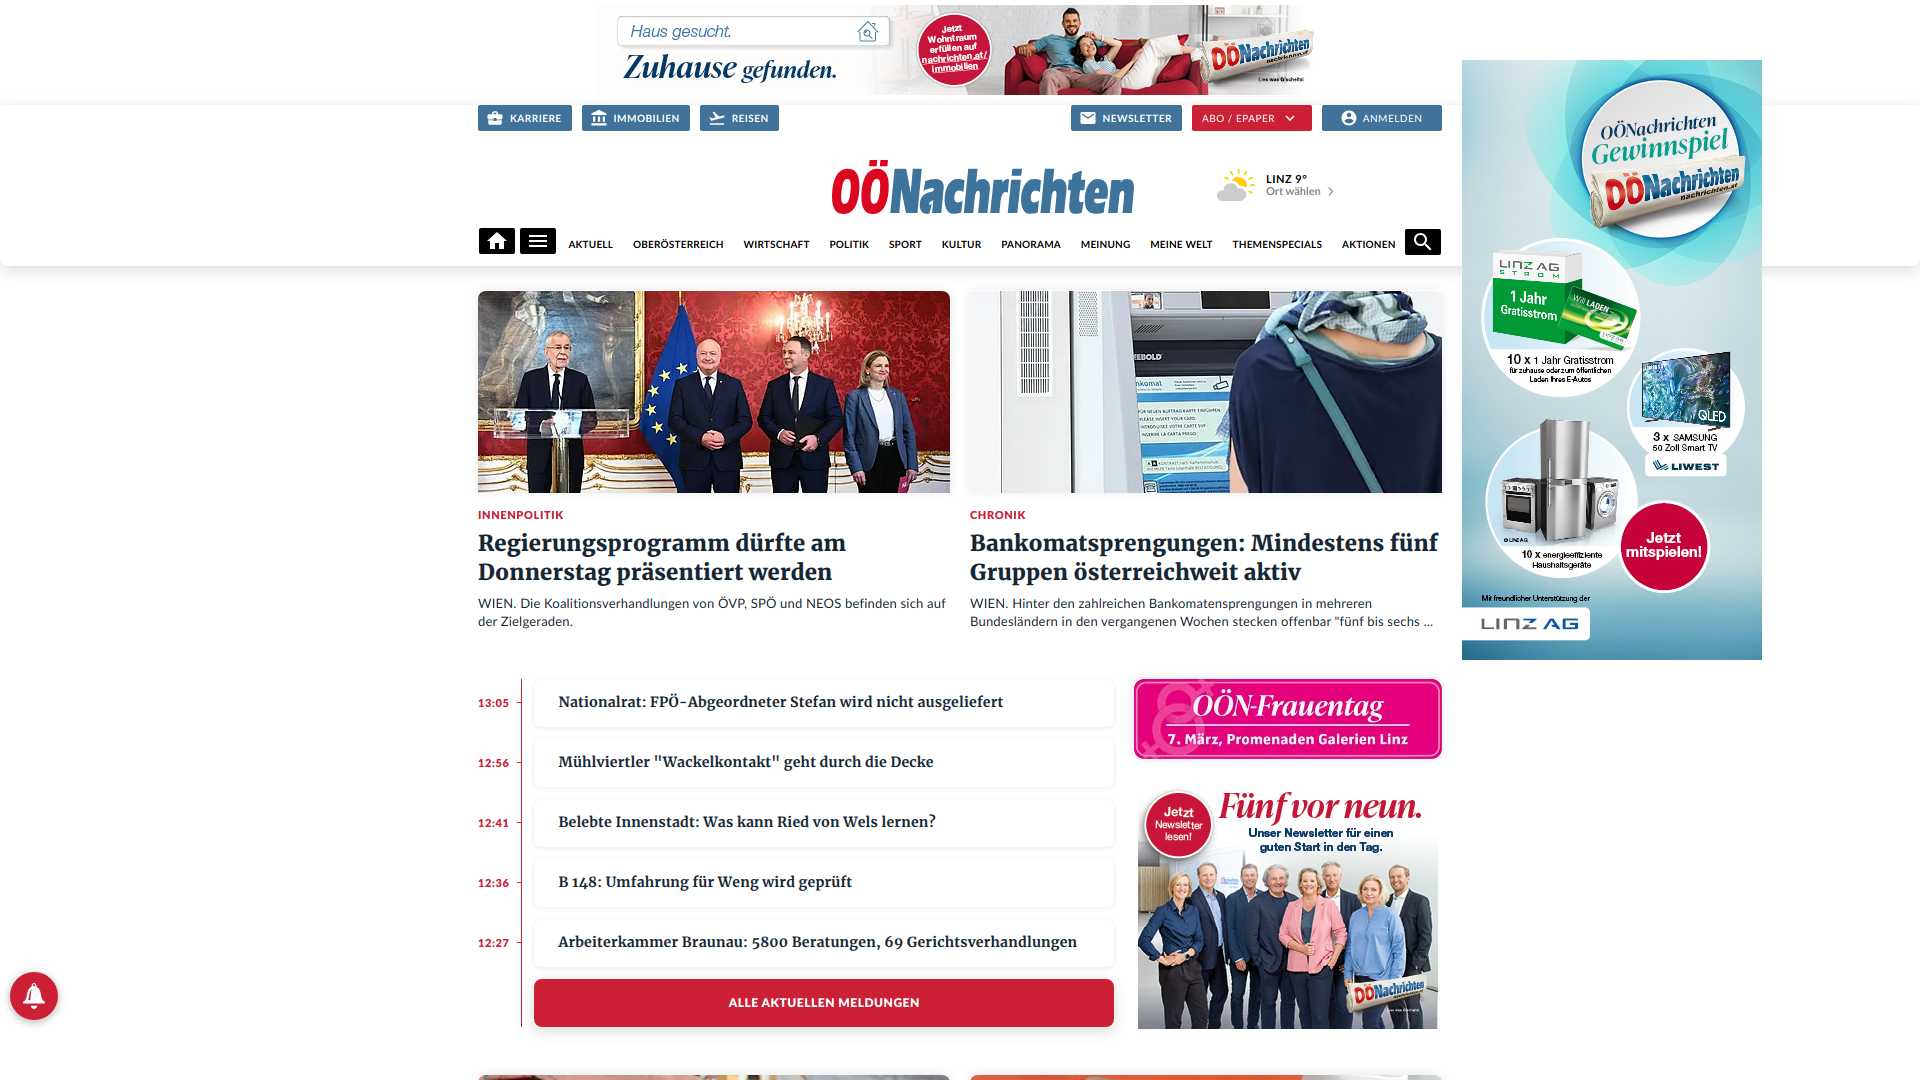 Haus gesucht.
Zuhause gefunden.
Jetzt
Wohntraum
erfüllen auf
nachrichten.at/
immobilien
OÖNachrichten
Lies was Gscheits!
KARRIERE
IMMOBILIEN
REISEN
NEWSLETTER
ABO / EPAPER
ANMELDEN
OÖNachrichten
LINZ 9°
Ort wählen
AKTUELL
OBERÖSTERREICH
WIRTSCHAFT
POLITIK
SPORT
KULTUR
PANORAMA
MEINUNG
MEINE WELT
THEMENSPECIALS
AKTIONEN
OÖNachrichten
Gewinnspiel
OÖNachrichten
nachrichten.at
LINZ AG
STROM
1 Jahr
Gratisstrom
Will LADEN
10 x 1 Jahr Gratisstrom
für zuhause oder zum öffentlichen
Laden Ihres E-Autos
QLED
3 x SAMSUNG
50 Zoll Smart TV
LIWEST
© LINZ AG
10 x energieeffiziente
Haushaltsgeräte
Jetzt
mitspielen!
Mit freundlicher Unterstützung der
LINZ AG
INNENPOLITIK
Regierungsprogramm dürfte am
Donnerstag präsentiert werden
WIEN. Die Koalitionsverhandlungen von ÖVP, SPÖ und NEOS befinden sich auf
der Zielgeraden.
CHRONIK
Bankomatsprengungen: Mindestens fünf
Gruppen österreichweit aktiv
WIEN. Hinter den zahlreichen Bankomatensprengungen in mehreren
Bundesländern in den vergangenen Wochen stecken offenbar "fünf bis sechs ...
13:05
Nationalrat: FPÖ-Abgeordneter Stefan wird nicht ausgeliefert
12:56
Mühlviertler "Wackelkontakt" geht durch die Decke
12:41
Belebte Innenstadt: Was kann Ried von Wels lernen?
12:36
B 148: Umfahrung für Weng wird geprüft
12:27
Arbeiterkammer Braunau: 5800 Beratungen, 69 Gerichtsverhandlungen
ALLE AKTUELLEN MELDUNGEN
OÖN-Frauentag
7. März, Promenaden Galerien Linz
Jetzt
Newsletter
lesen!
Fünf vor neun.
Unser Newsletter für einen
guten Start in den Tag.
OÖNachrichten